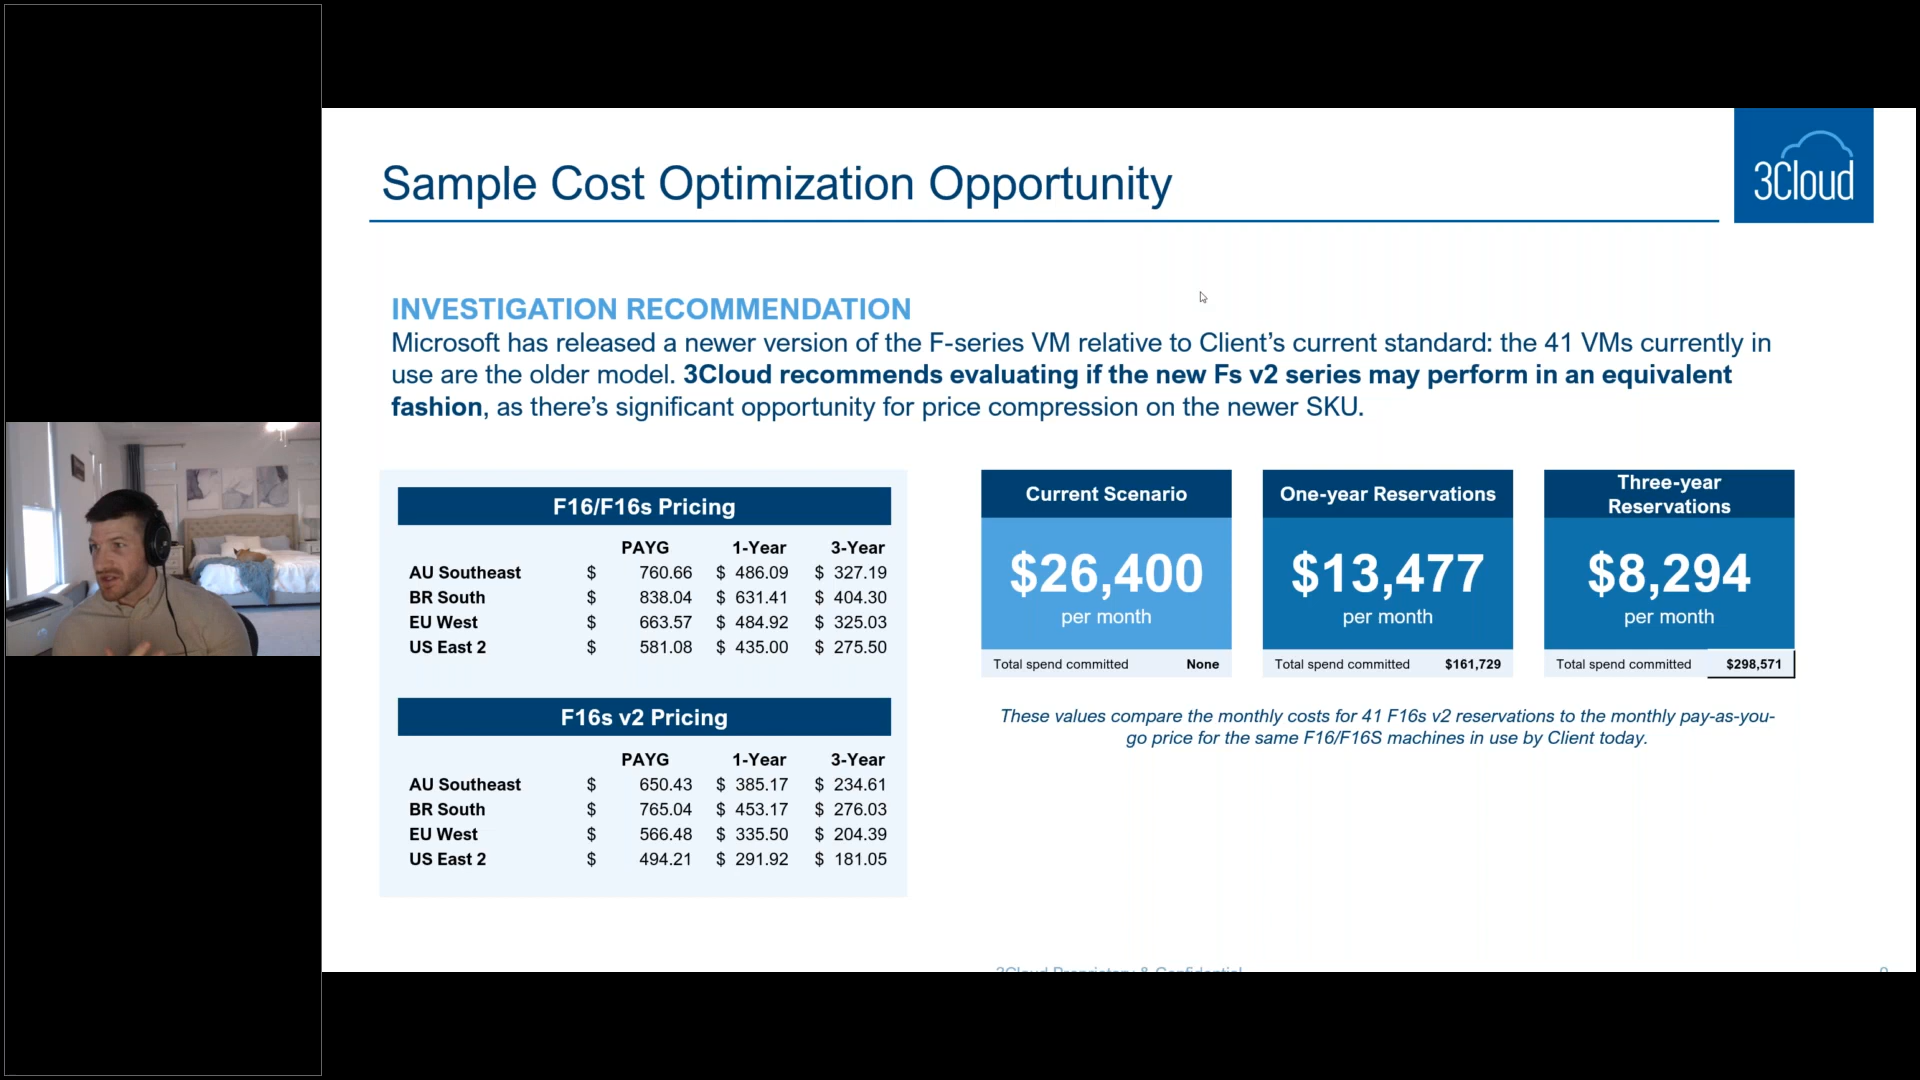 3Cloud
Sample Cost Optimization Opportunity
INVESTIGATION RECOMMENDATION
Microsoft has released a newer version of the F-series VM relative to Client’s current standard: the 41 VMs currently in
use are the older model. 3Cloud recommends evaluating if the new Fs v2 series may perform in an equivalent
fashion, as there’s significant opportunity for price compression on the newer SKU.
F16/F16s Pricing
PAYG 1-Year 3-Year
AU Southeast $ 760.66 $ 486.09 $ 327.19
BR South $ 838.04 $ 631.41 $ 404.30
EU West $ 663.57 $ 484.92 $ 325.03
US East 2 $ 581.08 $ 435.00 $ 275.50
F16s v2 Pricing
PAYG 1-Year 3-Year
AU Southeast $ 650.43 $ 385.17 $ 234.61
BR South $ 765.04 $ 453.17 $ 276.03
EU West $ 566.48 $ 335.50 $ 204.39
US East 2 $ 494.21 $ 291.92 $ 181.05
Current Scenario
$26,400
per month
Total spend committed None
One-year Reservations
$13,477
per month
Total spend committed $161,729
Three-year
Reservations
$8,294
per month
Total spend committed $298,571
These values compare the monthly costs for 41 F16s v2 reservations to the monthly pay-as-you-
go price for the same F16/F16S machines in use by Client today.
3Cloud Proprietary & Confidential